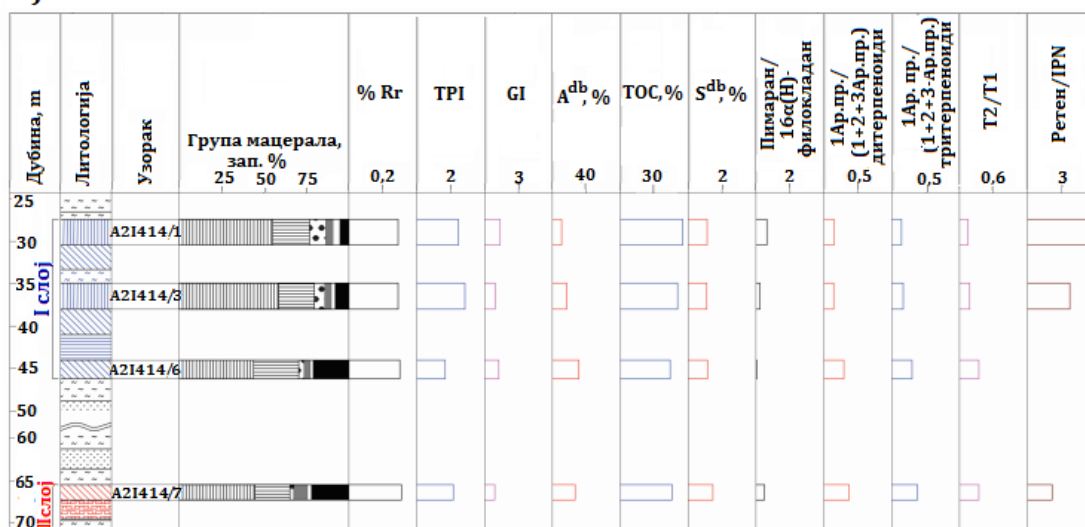 Дубина, m
Литологија
Узорак
Група мацерала,
зап. %
25 50 75
% Rr
0,2
TPI
2
GI
3
A^db, %
40
TOC, %
30
S^db, %
2
Пимаран/
16α(H)-
филокладан
2
1Ар.пр./
(1+2+3Ар.пр.)
дитерпеноиди
0,5
1Ар. пр./
(1+2+3-Ар.пр.)
тритерпеноиди
0,5
T2/T1
0,6
Ретен/IPN
3
25
30
35
40
45
50
60
65
70
I слој
II слој
A2I414/1
A2I414/3
A2I414/6
A2I414/7